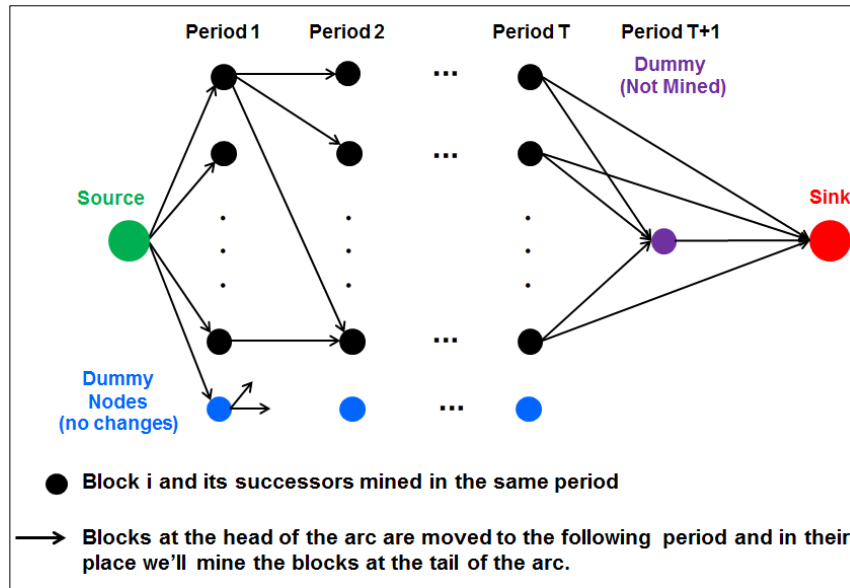 Period 1 Period 2 Period T Period T+1
Dummy
(Not Mined)
...
...
Source
Sink
...
Dummy
Nodes
(no changes)
...
Block i and its successors mined in the same period
Blocks at the head of the arc are moved to the following period and in their
place we'll mine the blocks at the tail of the arc.